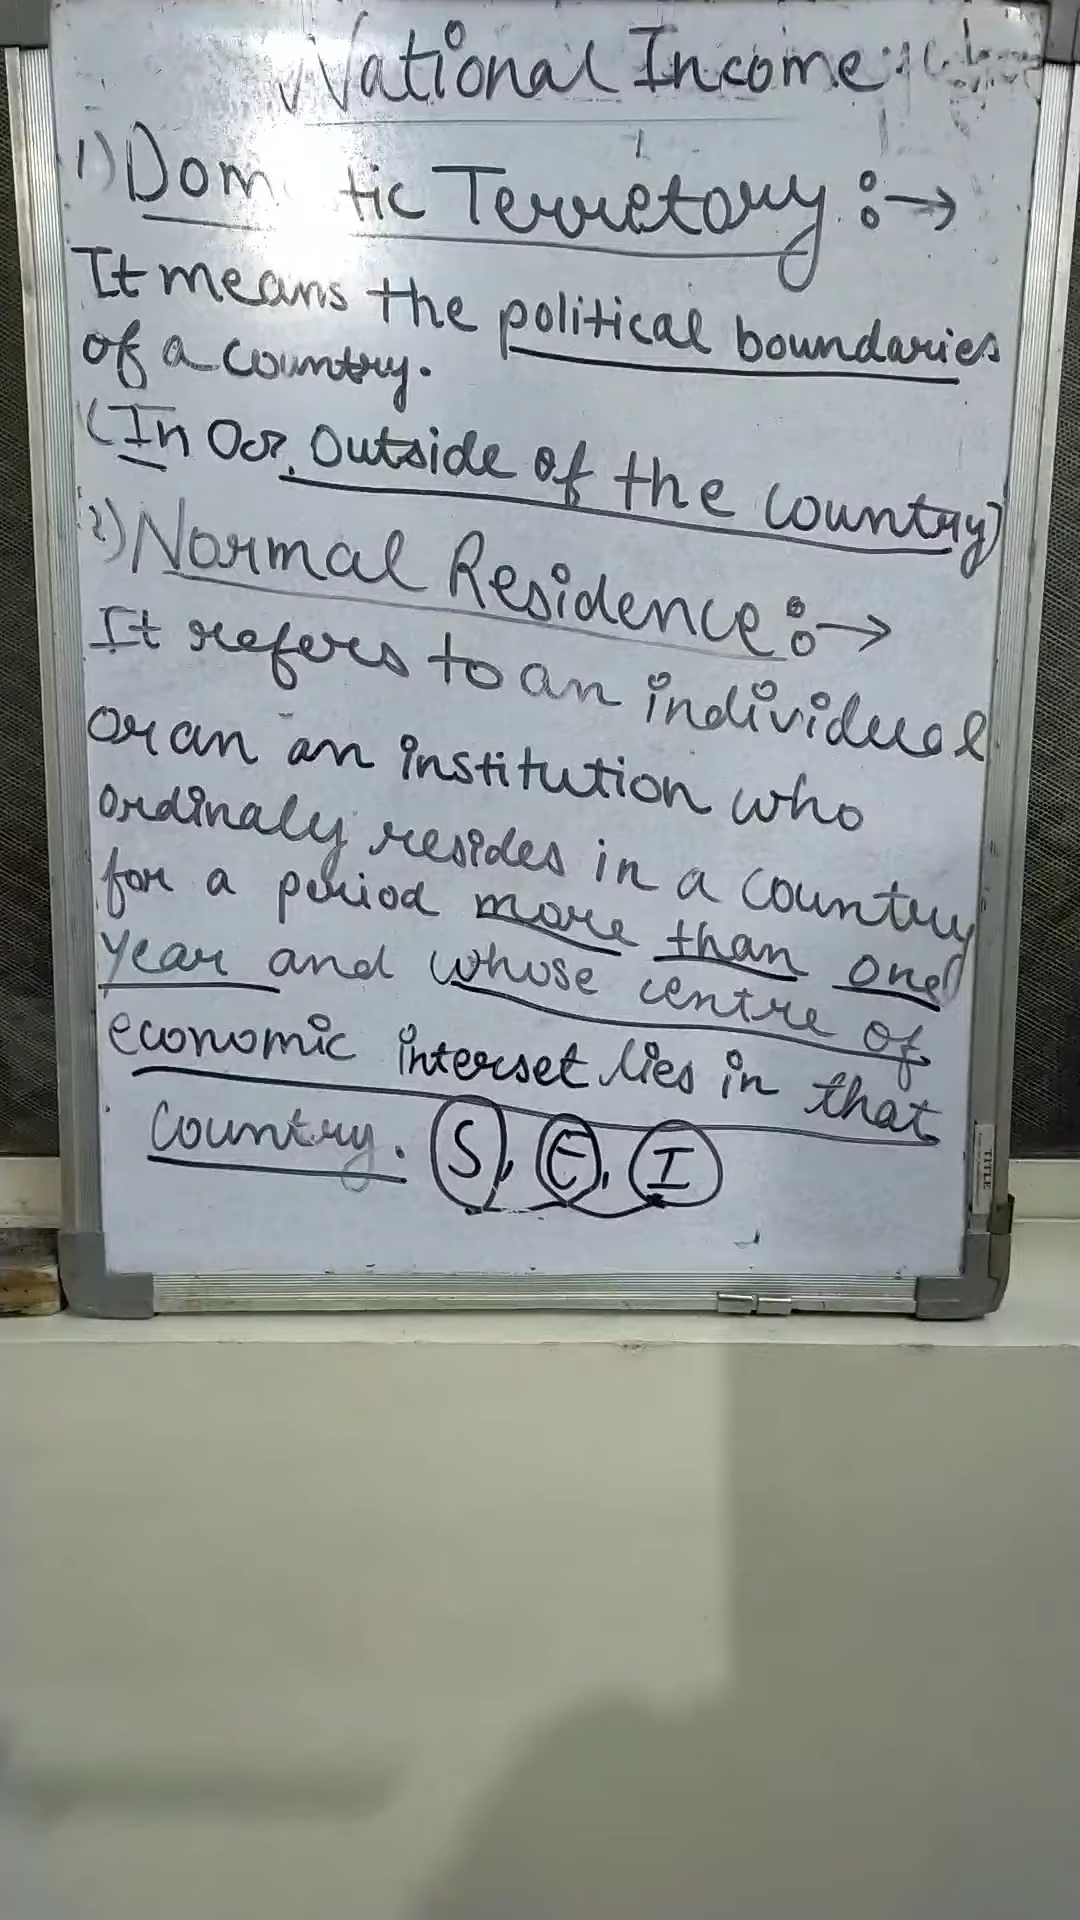 National Income:
1) Dom tic Terretory :→
It means the political boundaries
of a country.
(In Or, Outside of the country)
2) Normal Residence :→
It refers to an individual
or an an institution who
ordinaly resides in a country
for a period more than one
year and whose centre of
economic interset lies in that
country. S, E, I
TITLE